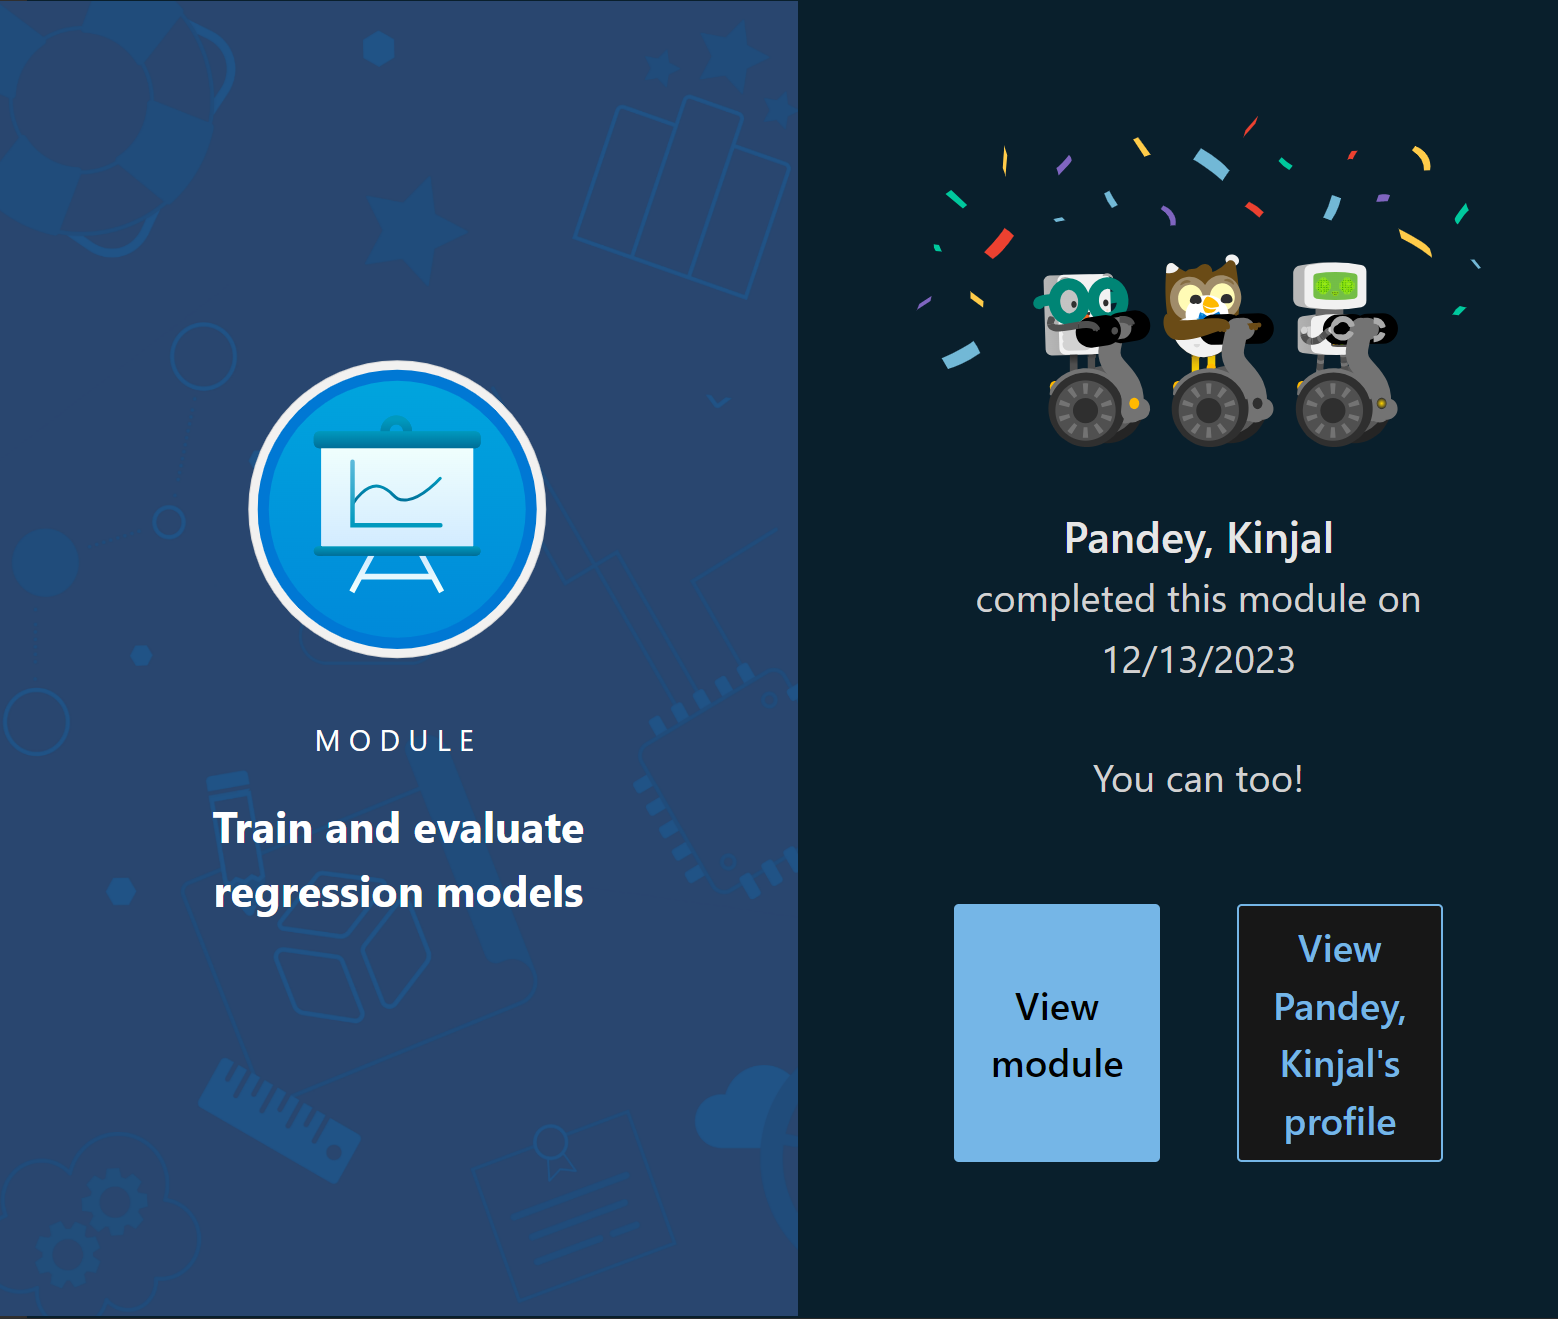 MODULE
Train and evaluate
regression models
Pandey, Kinjal
completed this module on
12/13/2023
You can too!
View
module
View
Pandey,
Kinjal's
profile